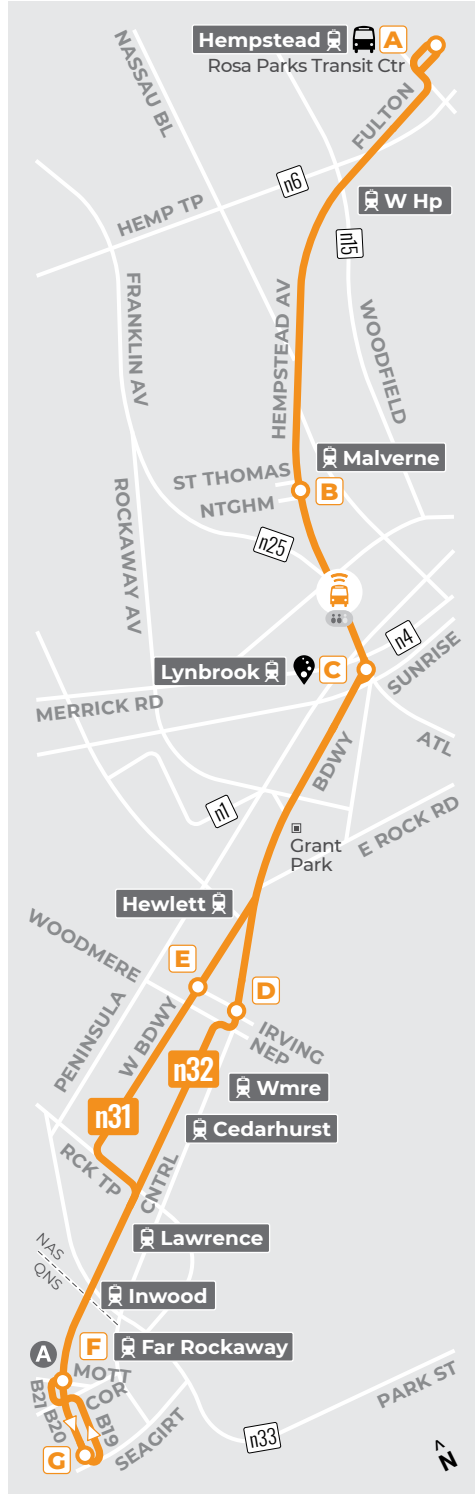 Hempstead A
Rosa Parks Transit Ctr
NASSAU BL
FULTON
n6
W Hp
HEMP TP
n15
FRANKLIN AV
HEMPSTEAD AV
WOODFIELD
Malverne
ST THOMAS
B
NTGHM
ROCKAWAY AV
n25
n4
Lynbrook C
SUNRISE
MERRICK RD
ATL
BDWY
n1
E ROCK RD
Grant
Park
Hewlett
WOODMERE
E
D
IRVING
NEP
PENINSULA
W BDWY
n32
Wmre
n31
Cedarhurst
RCK TP
CNTRL
Lawrence
NAS
QNS
Inwood
F Far Rockaway
A
MOTT
COR
B21 B20
B19
PARK ST
SEAGIRT
n33
G
N